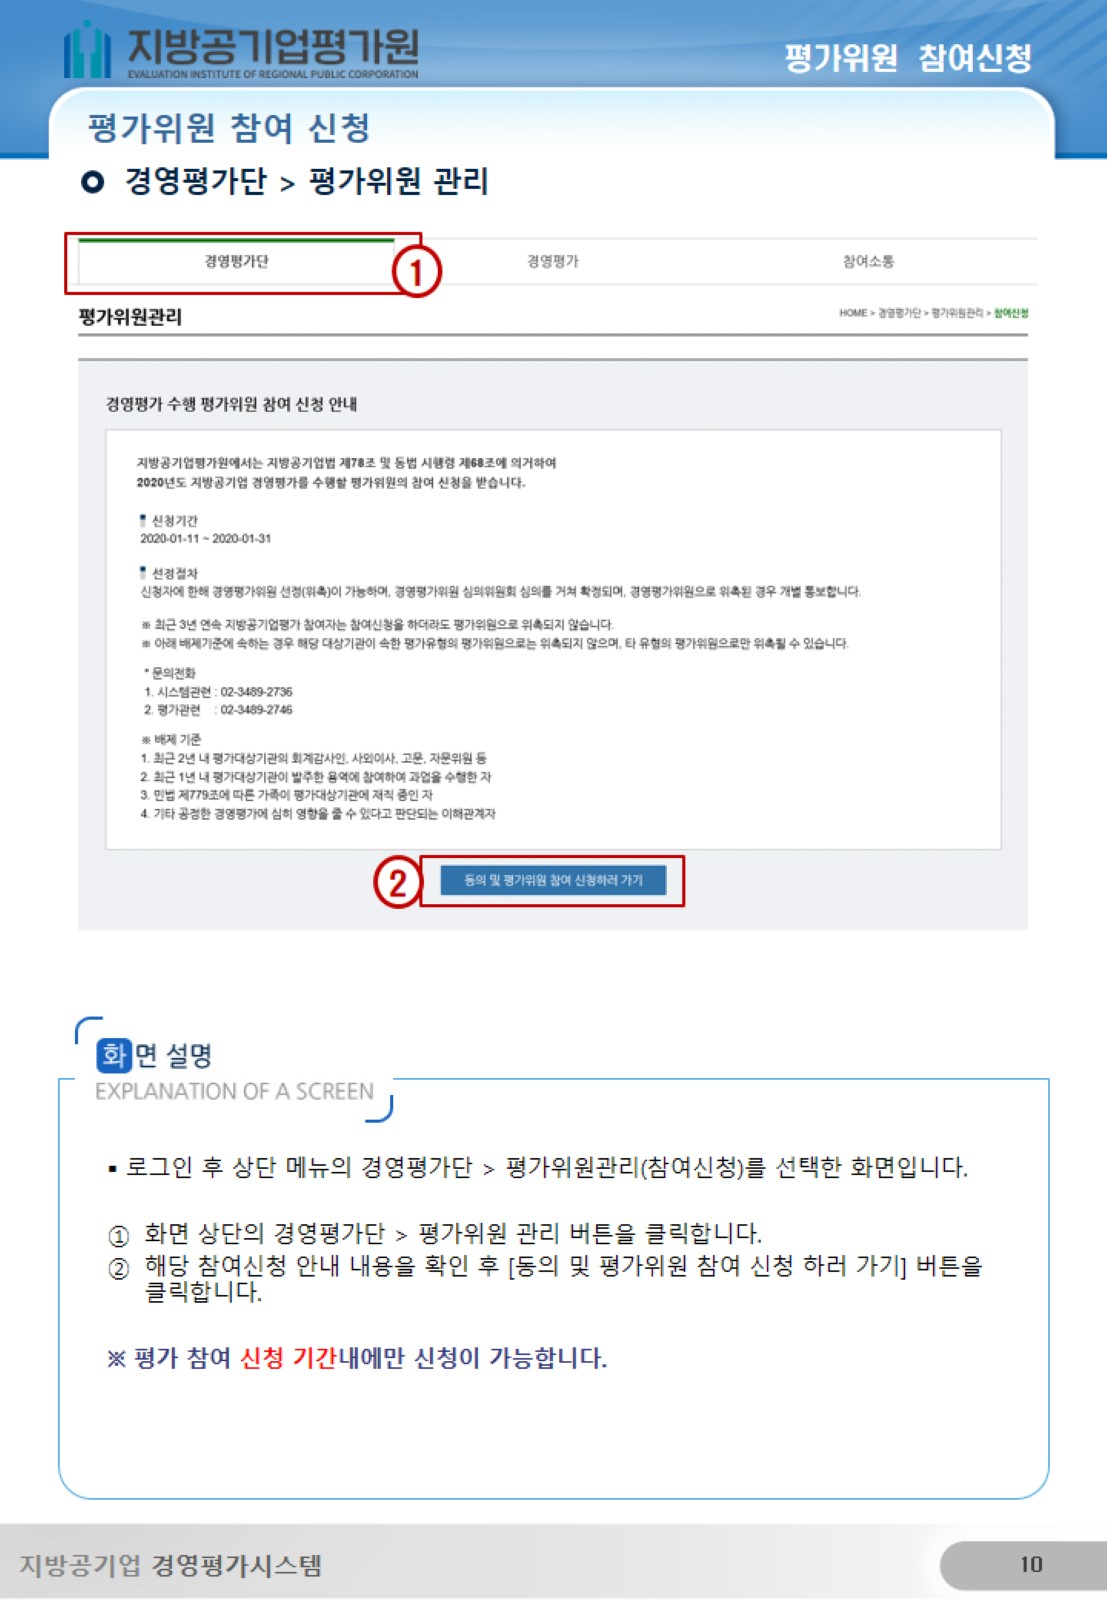 지방공기업평가원
EVALUATION INSTITUTE OF REGIONAL PUBLIC CORPORATION
평가위원 참여신청
평가위원 참여 신청
경영평가단 > 평가위원 관리
경영평가단
1
경영평가
참여소통
평가위원관리
HOME > 경영평가단 > 평가위원관리 > 참여신청
경영평가 수행 평가위원 참여 신청 안내
지방공기업평가원에서는 지방공기업법 제78조 및 동법 시행령 제68조에 의거하여
2020년도 지방공기업 경영평가를 수행할 평가위원의 참여 신청을 받습니다.
신청기간
2020-01-11 ~ 2020-01-31
선정절차
신청자에 한해 경영평가위원 선정(위촉)이 가능하며, 경영평가위원 심의위원회 심의를 거쳐 확정되며, 경영평가위원으로 위촉된 경우 개별 통보합니다.
※ 최근 3년 연속 지방공기업평가 참여자는 참여신청을 하더라도 평가위원으로 위촉되지 않습니다.
※ 아래 배제기준에 속하는 경우 해당 대상기관이 속한 평가유형의 평가위원으로는 위촉되지 않으며, 타 유형의 평가위원으로만 위촉될 수 있습니다.
* 문의전화
1. 시스템관련 : 02-3489-2736
2. 평가관련 : 02-3489-2746
※ 배제 기준
1. 최근 2년 내 평가대상기관의 회계감사인, 사외이사, 고문, 자문위원 등
2. 최근 1년 내 평가대상기관이 발주한 용역에 참여하여 과업을 수행한 자
3. 민법 제779조에 따른 가족이 평가대상기관에 재직 중인 자
4. 기타 공정한 경영평가에 심히 영향을 줄 수 있다고 판단되는 이해관계자
2
동의 및 평가위원 참여 신청하러 가기
화면 설명
EXPLANATION OF A SCREEN
▪ 로그인 후 상단 메뉴의 경영평가단 > 평가위원관리(참여신청)를 선택한 화면입니다.
① 화면 상단의 경영평가단 > 평가위원 관리 버튼을 클릭합니다.
② 해당 참여신청 안내 내용을 확인 후 [동의 및 평가위원 참여 신청 하러 가기] 버튼을
클릭합니다.
※ 평가 참여 신청 기간내에만 신청이 가능합니다.
지방공기업 경영평가시스템
10